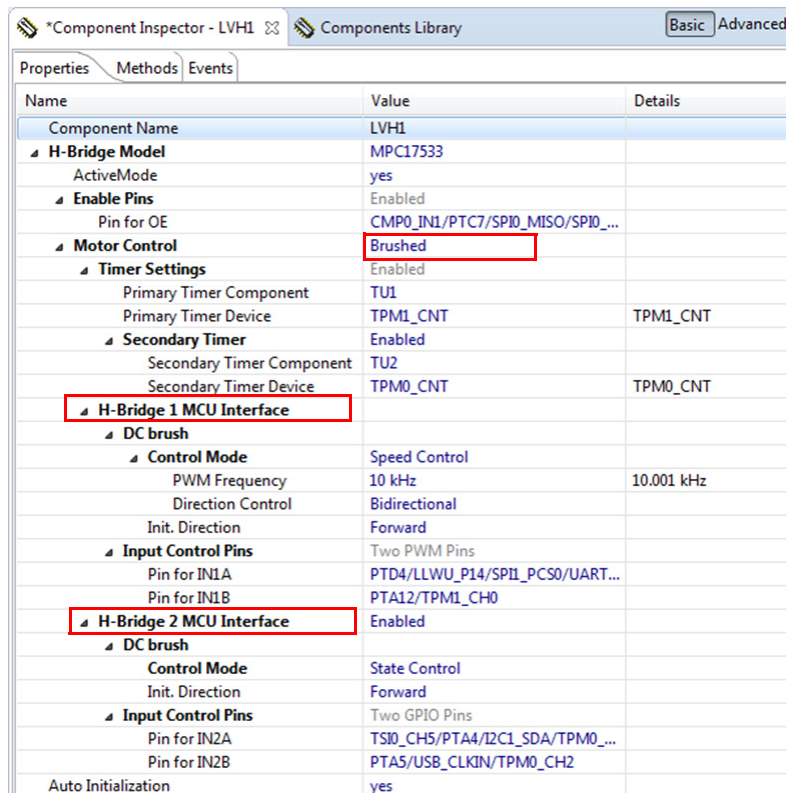 *Component Inspector - LVH1 Components Library Basic Advanced
Properties Methods Events
Name Value Details
Component Name LVH1
H-Bridge Model MPC17533
ActiveMode yes
Enable Pins Enabled
Pin for OE CMP0_IN1/PTC7/SPI0_MISO/SPI0_...
Motor Control Brushed
Timer Settings Enabled
Primary Timer Component TU1
Primary Timer Device TPM1_CNT TPM1_CNT
Secondary Timer Enabled
Secondary Timer Component TU2
Secondary Timer Device TPM0_CNT TPM0_CNT
H-Bridge 1 MCU Interface
DC brush
Control Mode Speed Control
PWM Frequency 10 kHz 10.001 kHz
Direction Control Bidirectional
Init. Direction Forward
Input Control Pins Two PWM Pins
Pin for IN1A PTD4/LLWU_P14/SPI1_PCS0/UART...
Pin for IN1B PTA12/TPM1_CH0
H-Bridge 2 MCU Interface Enabled
DC brush
Control Mode State Control
Init. Direction Forward
Input Control Pins Two GPIO Pins
Pin for IN2A TSI0_CH5/PTA4/I2C1_SDA/TPM0_...
Pin for IN2B PTA5/USB_CLKIN/TPM0_CH2
Auto Initialization yes